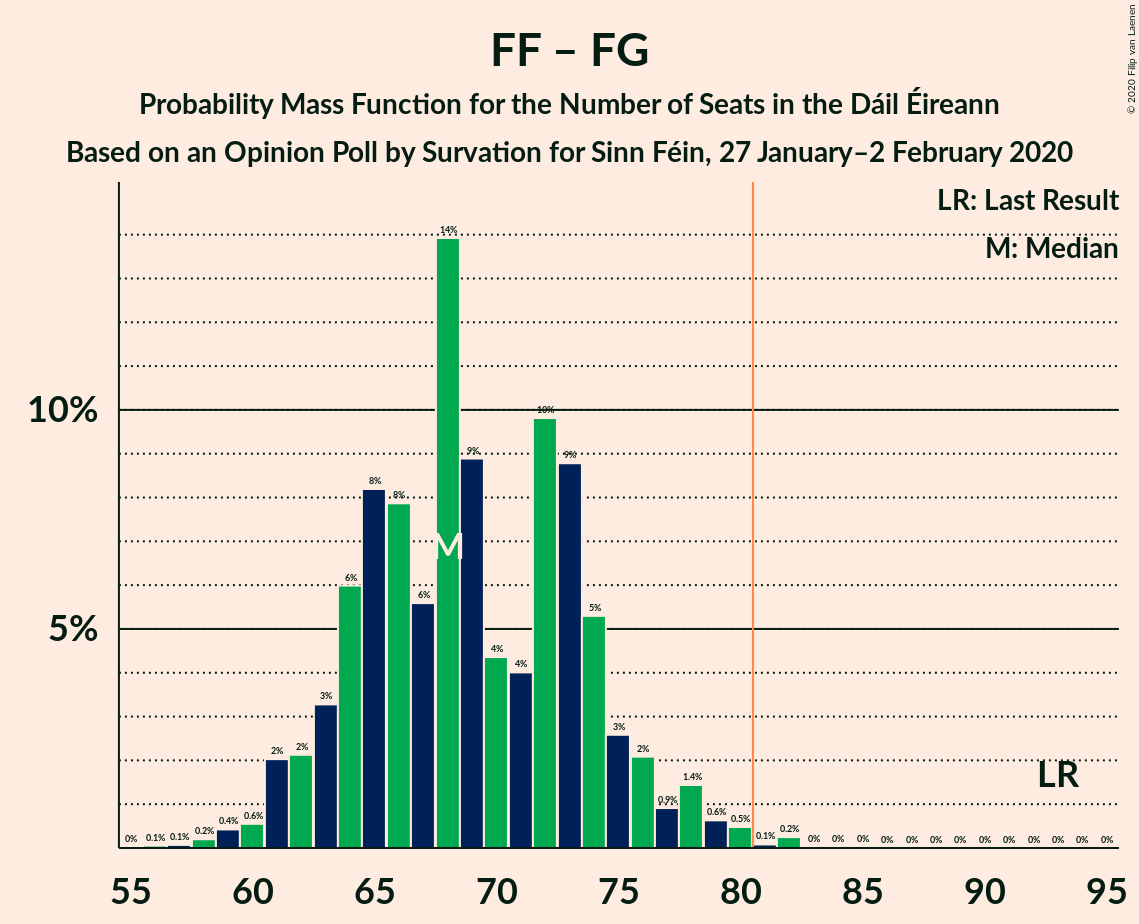 FF – FG
Probability Mass Function for the Number of Seats in the Dáil Éireann
Based on an Opinion Poll by Survation for Sinn Féin, 27 January–2 February 2020
© 2020 Filip van Laenen
LR: Last Result
M: Median
10%
5%
0% 0.1% 0.1% 0.2% 0.4% 0.6% 2% 2% 3% 6% 8% 8% 6% 14% 9% 4% 4% 10% 9% 5% 3% 2% 0.9% 1.4% 0.6% 0.5% 0.1% 0.2% 0% 0% 0% 0% 0% 0% 0% 0% 0% 0% 0% 0% 0%
M
LR
55 60 65 70 75 80 85 90 95